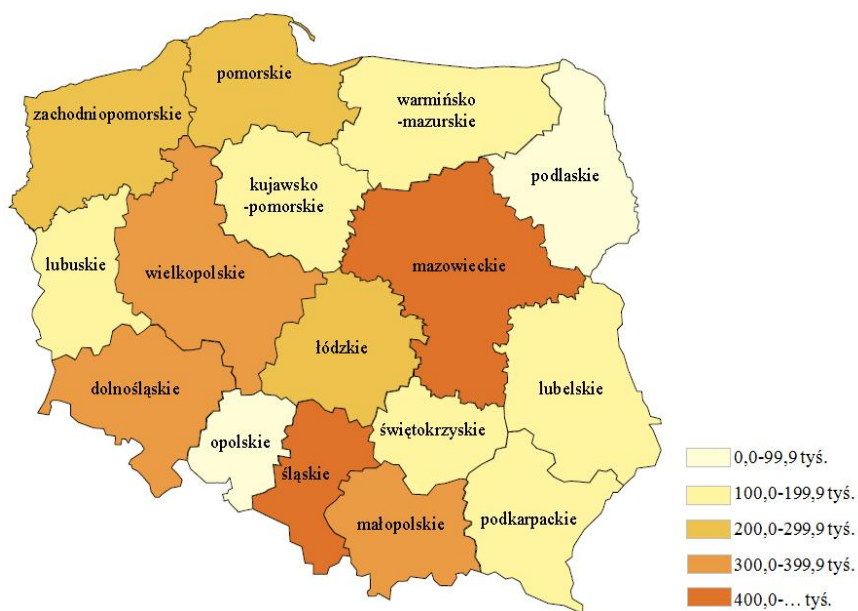 pomorskie
zachodniopomorskie
warmińsko
-mazurskie
podlaskie
kujawsko
-pomorskie
lubuskie
wielkopolskie
mazowieckie
łódzkie
dolnośląskie
lubelskie
opolskie
świętokrzyskie
śląskie
małopolskie
podkarpackie
0,0-99,9 tyś.
100,0-199,9 tyś.
200,0-299,9 tyś.
300,0-399,9 tyś.
400,0-... tyś.